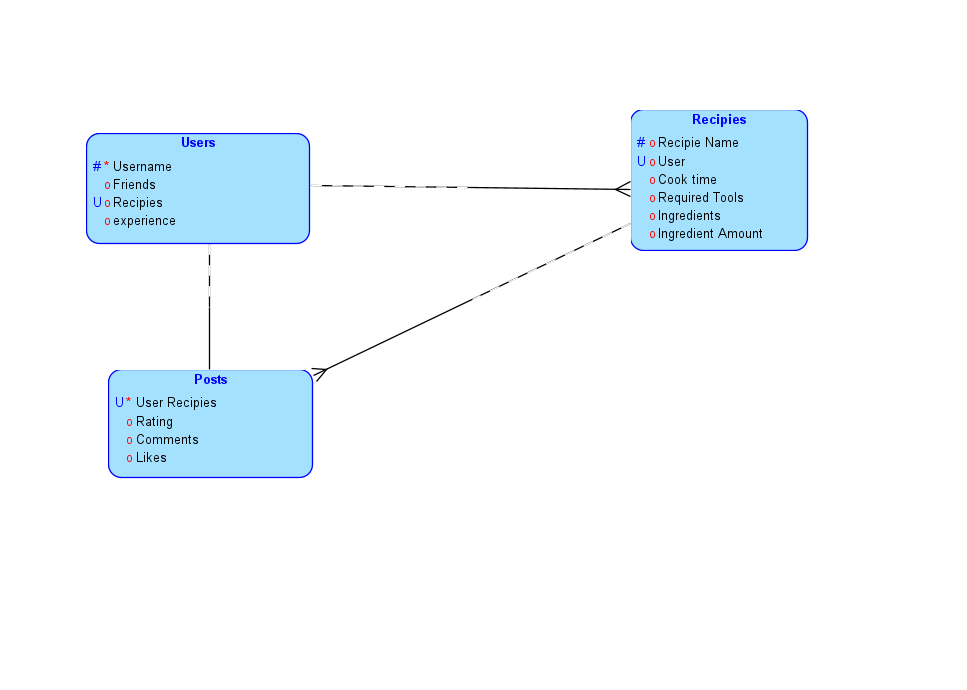 Users
#* Username
o Friends
U o Recipies
o experience
Recipies
# o Recipie Name
U o User
o Cook time
o Required Tools
o Ingredients
o Ingredient Amount
Posts
U * User Recipies
o Rating
o Comments
o Likes